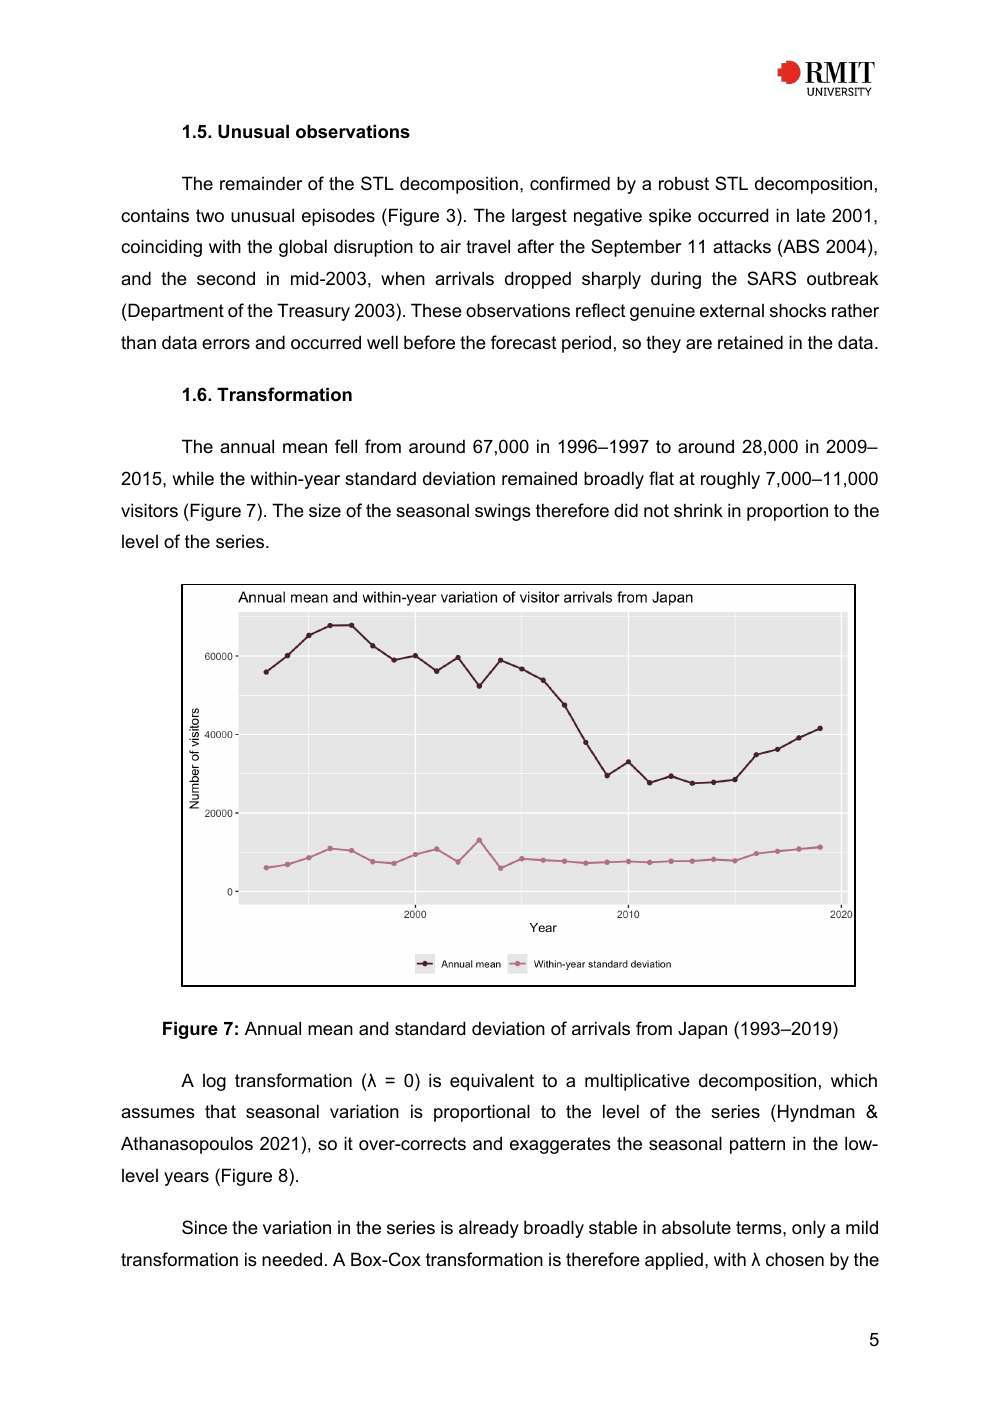 RMIT
UNIVERSITY
1.5. Unusual observations
The remainder of the STL decomposition, confirmed by a robust STL decomposition,
contains two unusual episodes (Figure 3). The largest negative spike occurred in late 2001,
coinciding with the global disruption to air travel after the September 11 attacks (ABS 2004),
and the second in mid-2003, when arrivals dropped sharply during the SARS outbreak
(Department of the Treasury 2003). These observations reflect genuine external shocks rather
than data errors and occurred well before the forecast period, so they are retained in the data.
1.6. Transformation
The annual mean fell from around 67,000 in 1996–1997 to around 28,000 in 2009–
2015, while the within-year standard deviation remained broadly flat at roughly 7,000–11,000
visitors (Figure 7). The size of the seasonal swings therefore did not shrink in proportion to the
level of the series.
Annual mean and within-year variation of visitor arrivals from Japan
60000
40000
20000
0
Number of visitors
2000 2010 2020
Year
Annual mean Within-year standard deviation
Figure 7: Annual mean and standard deviation of arrivals from Japan (1993–2019)
A log transformation (λ = 0) is equivalent to a multiplicative decomposition, which
assumes that seasonal variation is proportional to the level of the series (Hyndman &
Athanasopoulos 2021), so it over-corrects and exaggerates the seasonal pattern in the low-
level years (Figure 8).
Since the variation in the series is already broadly stable in absolute terms, only a mild
transformation is needed. A Box-Cox transformation is therefore applied, with λ chosen by the
5